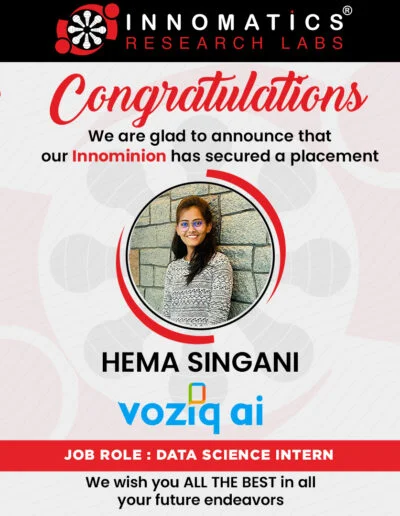 INNOMATICS®
RESEARCH LABS
Congratulations
We are glad to announce that
our Innominion has secured a placement
HEMA SINGANI
voziq ai
JOB ROLE : DATA SCIENCE INTERN
We wish you ALL THE BEST in all
your future endeavors